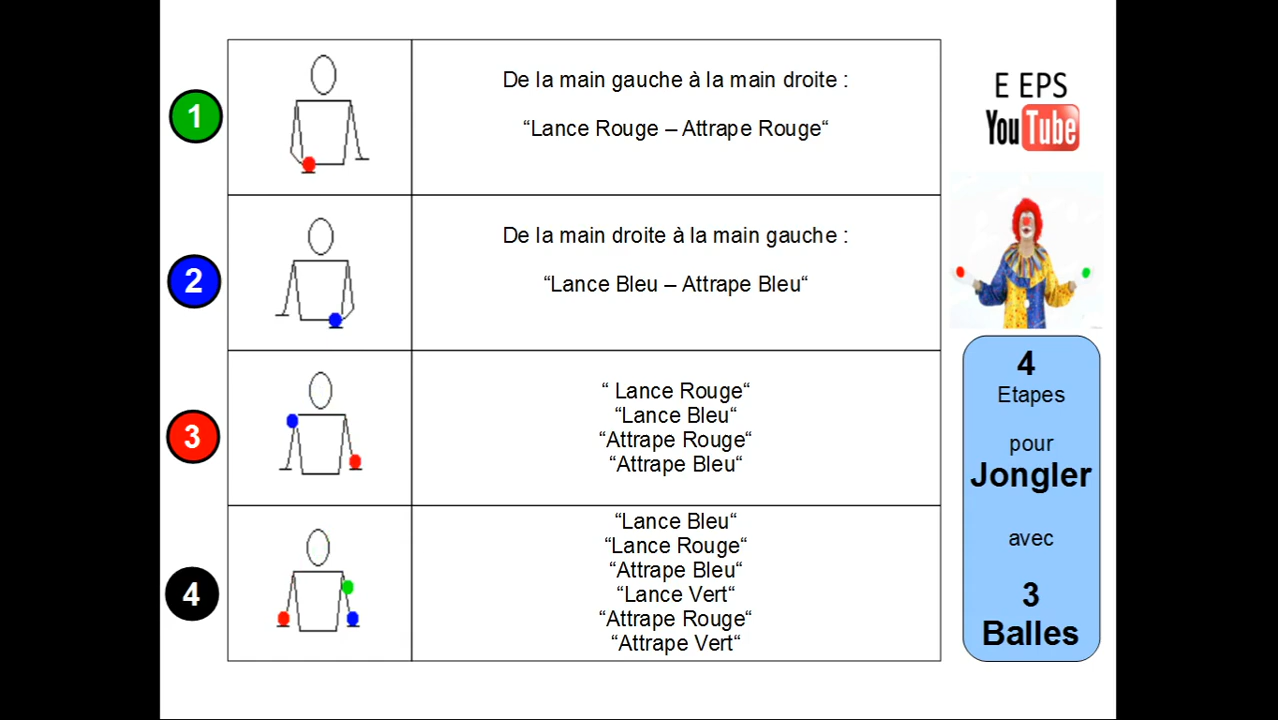 1
De la main gauche à la main droite :
“Lance Rouge – Attrape Rouge“
2
De la main droite à la main gauche :
“Lance Bleu – Attrape Bleu“
3
“ Lance Rouge“
“Lance Bleu“
“Attrape Rouge“
“Attrape Bleu“
4
“Lance Bleu“
“Lance Rouge“
“Attrape Bleu“
“Lance Vert“
“Attrape Rouge“
“Attrape Vert“
E EPS
YouTube
4
Etapes
pour
Jongler
avec
3
Balles